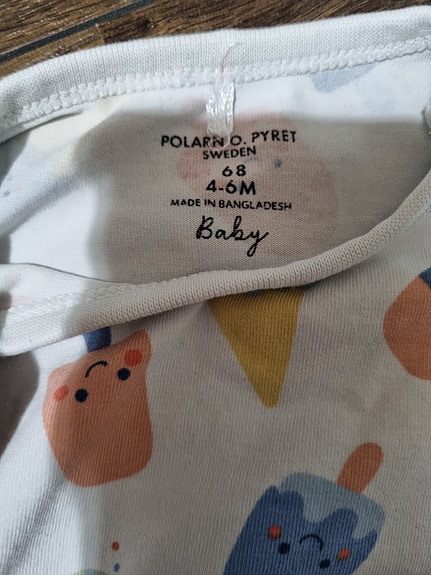 POLARN O. PYRET
SWEDEN
68
4-6M
MADE IN BANGLADESH
Baby